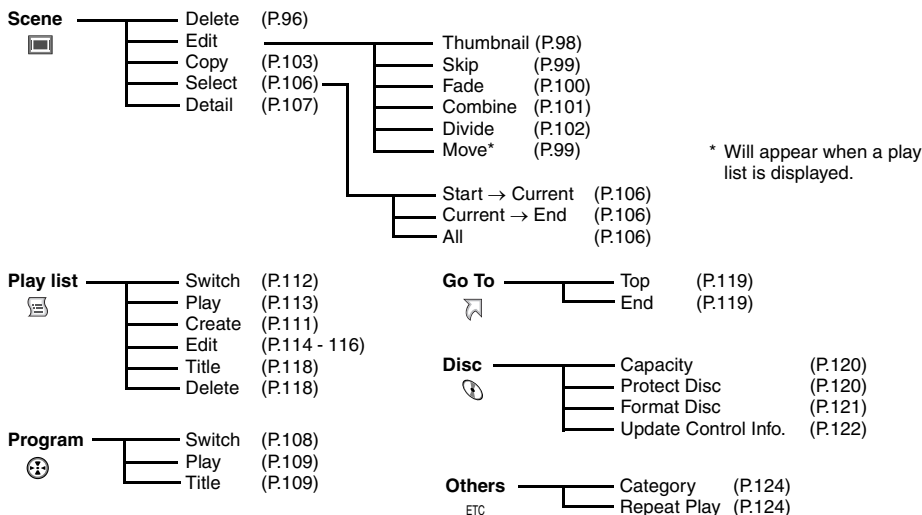 Scene
Delete (P.96)
Edit
Copy (P.103)
Select (P.106)
Detail (P.107)
Thumbnail (P.98)
Skip (P.99)
Fade (P.100)
Combine (P.101)
Divide (P.102)
Move* (P.99)
* Will appear when a play
list is displayed.
Start → Current (P.106)
Current → End (P.106)
All (P.106)
Play list
Switch (P.112)
Play (P.113)
Create (P.111)
Edit (P.114 - 116)
Title (P.118)
Delete (P.118)
Go To
Top (P.119)
End (P.119)
Disc
Capacity (P.120)
Protect Disc (P.120)
Format Disc (P.121)
Update Control Info. (P.122)
Program
Switch (P.108)
Play (P.109)
Title (P.109)
Others
ETC
Category (P.124)
Repeat Play (P.124)